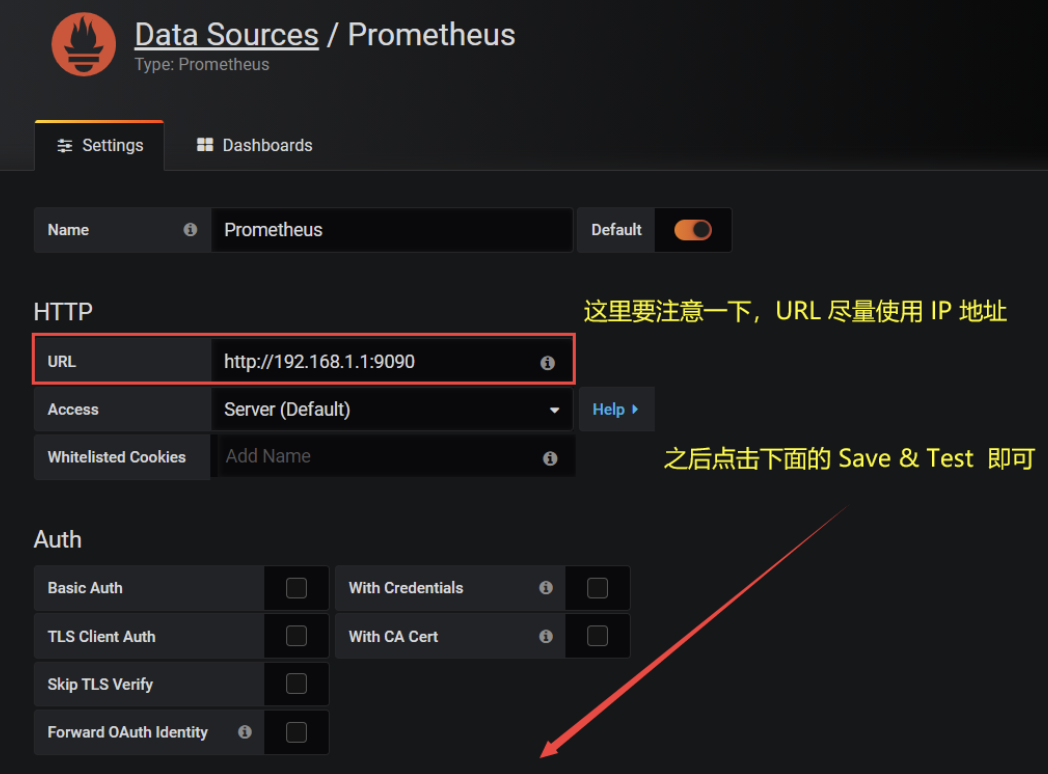 Data Sources / Prometheus
Type: Prometheus
Settings
Dashboards
Name
Prometheus
Default
HTTP
这里要注意一下，URL 尽量使用 IP 地址
URL
http://192.168.1.1:9090
Access
Server (Default)
Help
Whitelisted Cookies
Add Name
之后点击下面的 Save & Test 即可
Auth
Basic Auth
With Credentials
TLS Client Auth
With CA Cert
Skip TLS Verify
Forward OAuth Identity